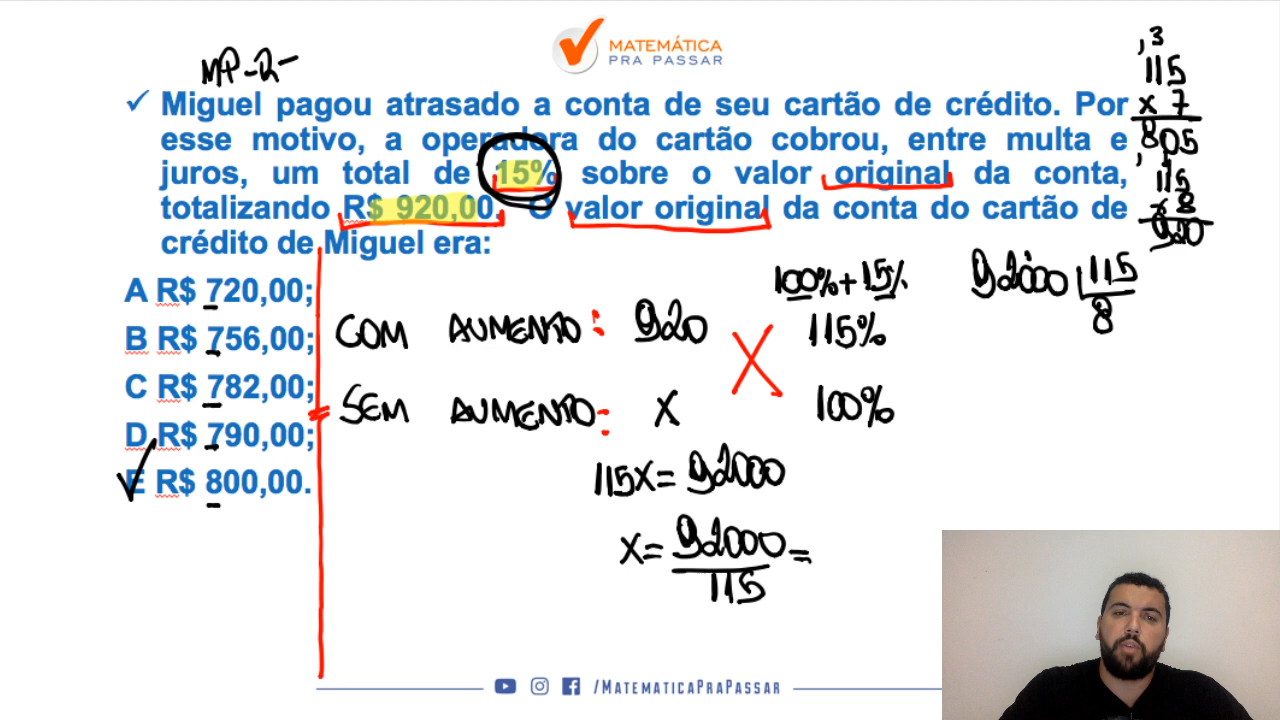 MATEMÁTICA
PRA PASSAR
MP-2-
✓ Miguel pagou atrasado a conta de seu cartão de crédito. Por
esse motivo, a operadora do cartão cobrou, entre multa e
juros, um total de 15% sobre o valor original da conta,
totalizando R$ 920,00. O valor original da conta do cartão de
crédito de Miguel era:
A R$ 720,00;
B R$ 756,00;
C R$ 782,00;
D R$ 790,00;
E R$ 800,00.
100% + 15%
COM AUMENTO: 920 115%
SEM AUMENTO: X 100%
115X = 92000
X = 92000 =
115
92000 115
8
3
115
x 7
805
1
115
x 8
920
/MATEMATICAPRAPASSAR